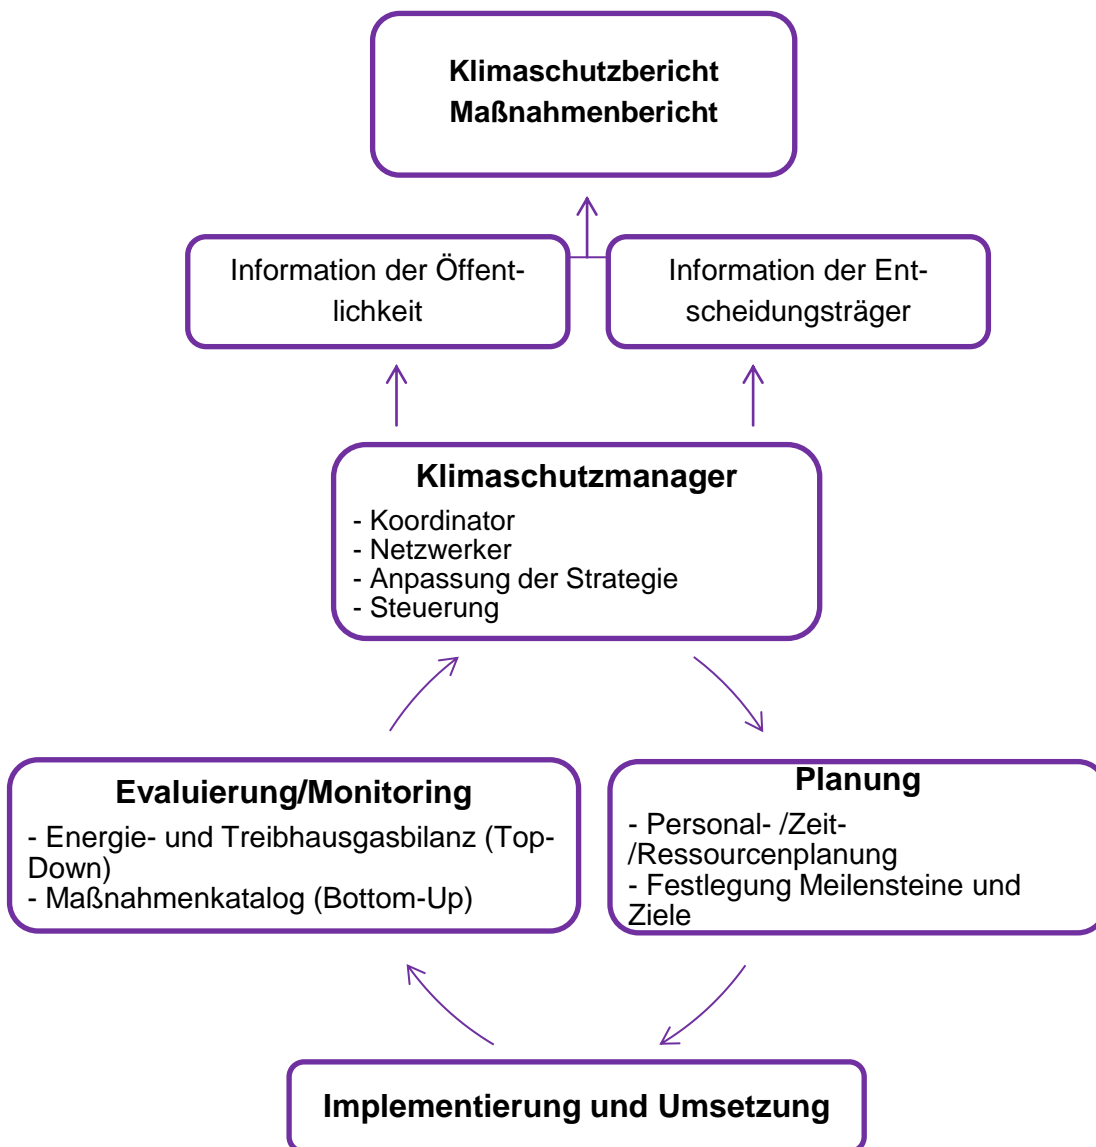 Klimaschutzbericht
Maßnahmenbericht
Information der Öffent-
lichkeit
Information der Ent-
scheidungsträger
Klimaschutzmanager
- Koordinator
- Netzwerker
- Anpassung der Strategie
- Steuerung
Evaluierung/Monitoring
- Energie- und Treibhausgasbilanz (Top-
Down)
- Maßnahmenkatalog (Bottom-Up)
Planung
- Personal- /Zeit-
/Ressourcenplanung
- Festlegung Meilensteine und
Ziele
Implementierung und Umsetzung